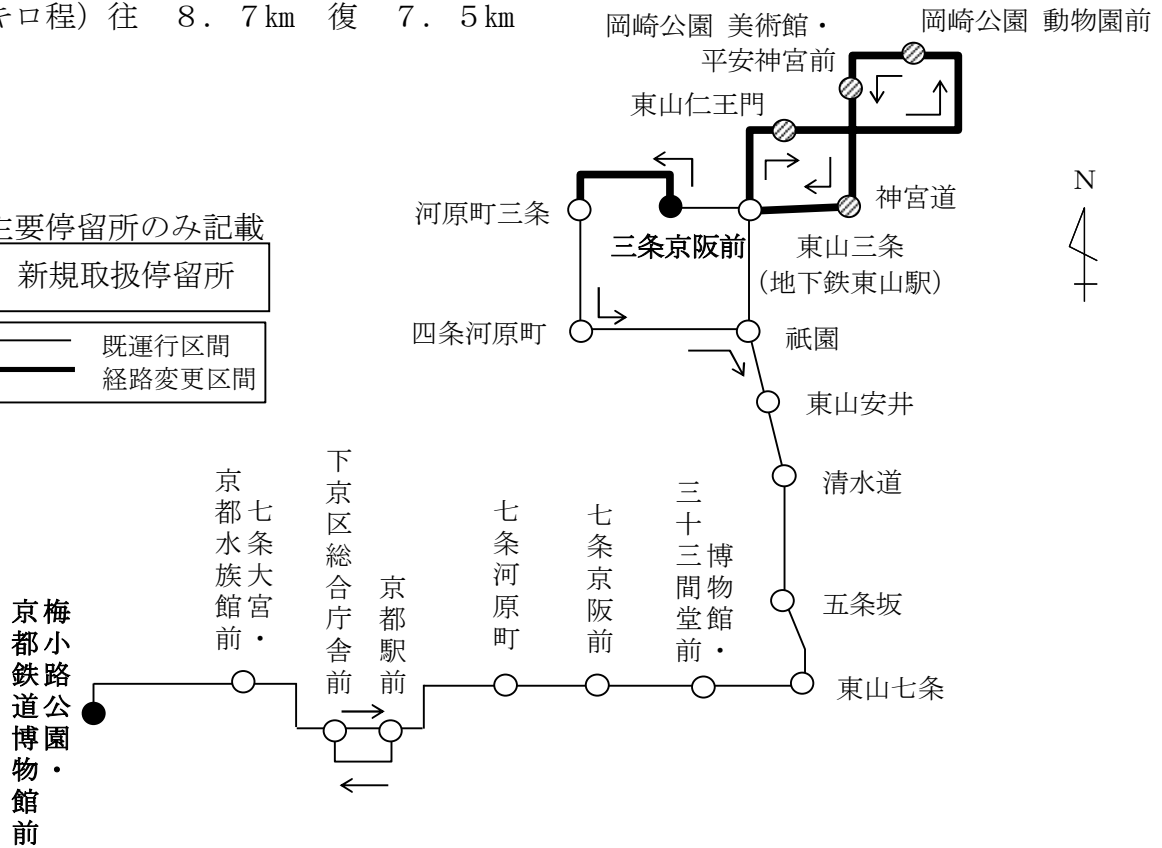 キロ程）往　８．７㎞　復　７．５㎞
岡崎公園 美術館・
平安神宮前
岡崎公園 動物園前
東山仁王門
神宮道
N
河原町三条
三条京阪前
東山三条
（地下鉄東山駅）
主要停留所のみ記載
新規取扱停留所
既運行区間
経路変更区間
四条河原町
祇園
東山安井
清水道
五条坂
東山七条
三十三間堂前
博物館・
七条京阪前
七条河原町
京都駅前
下京区総合庁舎前
七条大宮・
京都水族館前
梅小路公園・
京都鉄道博物館前